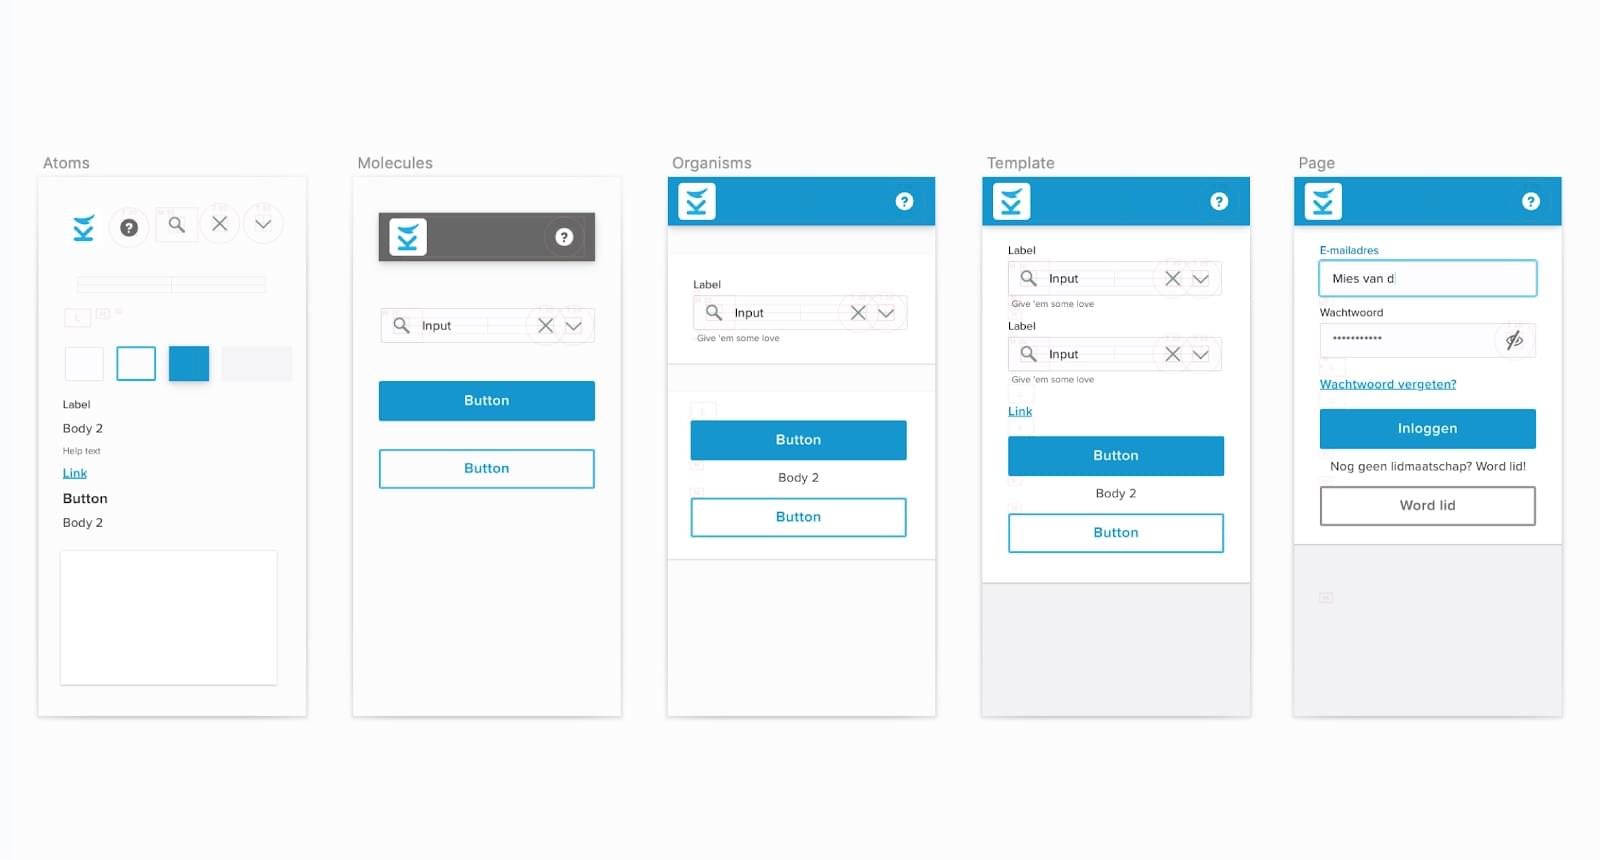 Atoms
?
L
M
Label
Body 2
Help text
Link
Button
Body 2
Molecules
?
Input
Button
Button
Organisms
?
Label
Input
Give 'em some love
L
Button
Body 2
Button
Template
?
Label
Input
Give 'em some love
Label
Input
Give 'em some love
L
Link
Button
Body 2
Button
Page
?
E-mailadres
Mies van d
Wachtwoord
Wachtwoord vergeten?
Inloggen
Nog geen lidmaatschap? Word lid!
Word lid